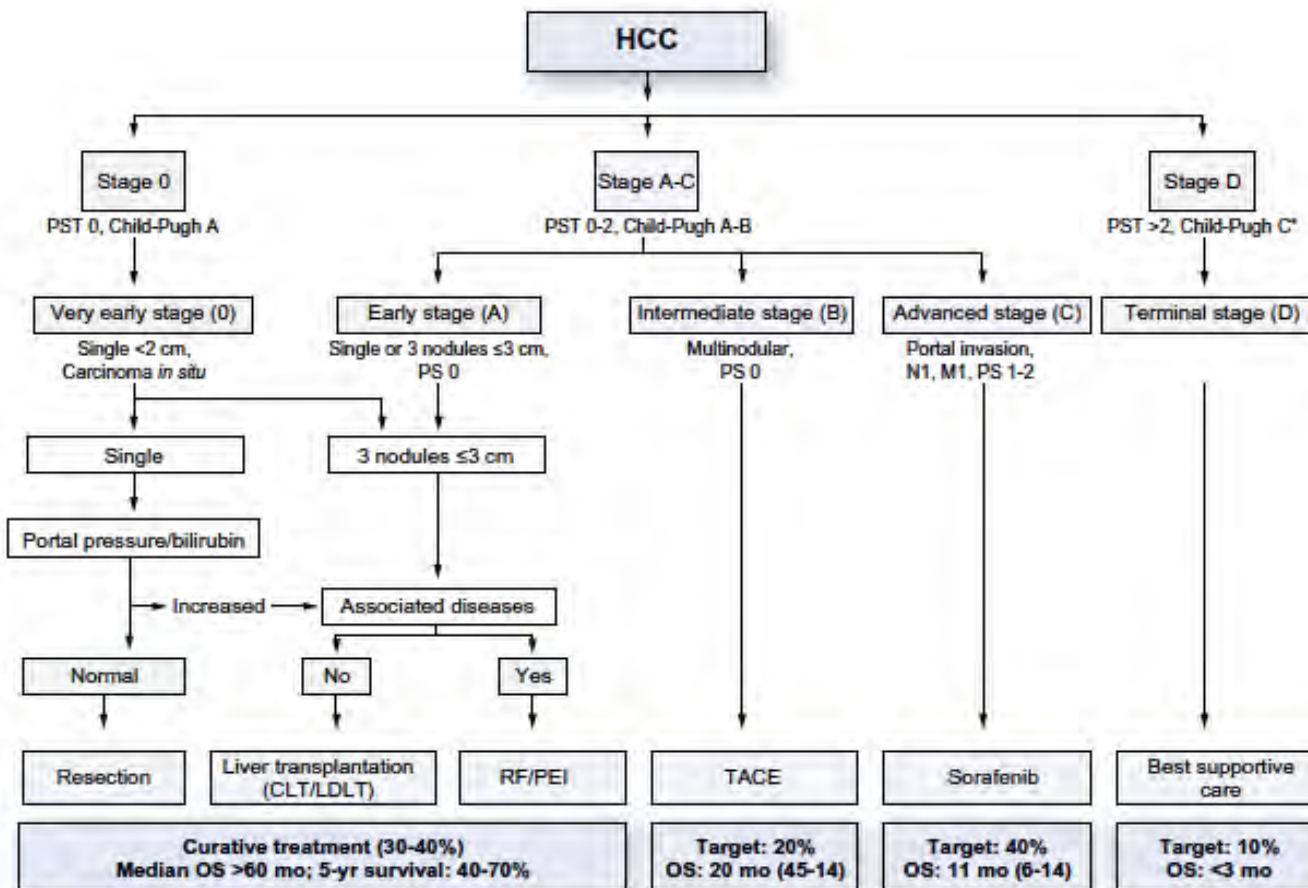 HCC
Stage 0
PST 0, Child-Pugh A
Stage A-C
PST 0-2, Child-Pugh A-B
Stage D
PST >2, Child-Pugh C*
Very early stage (0)
Single <2 cm,
Carcinoma in situ
Early stage (A)
Single or 3 nodules ≤3 cm,
PS 0
Intermediate stage (B)
Multinodular,
PS 0
Advanced stage (C)
Portal invasion,
N1, M1, PS 1-2
Terminal stage (D)
Single
3 nodules ≤3 cm
Portal pressure/bilirubin
Increased
Associated diseases
Normal
No
Yes
Resection
Liver transplantation
(CLT/LDLT)
RF/PEI
TACE
Sorafenib
Best supportive
care
Curative treatment (30-40%)
Median OS >60 mo; 5-yr survival: 40-70%
Target: 20%
OS: 20 mo (45-14)
Target: 40%
OS: 11 mo (6-14)
Target: 10%
OS: <3 mo